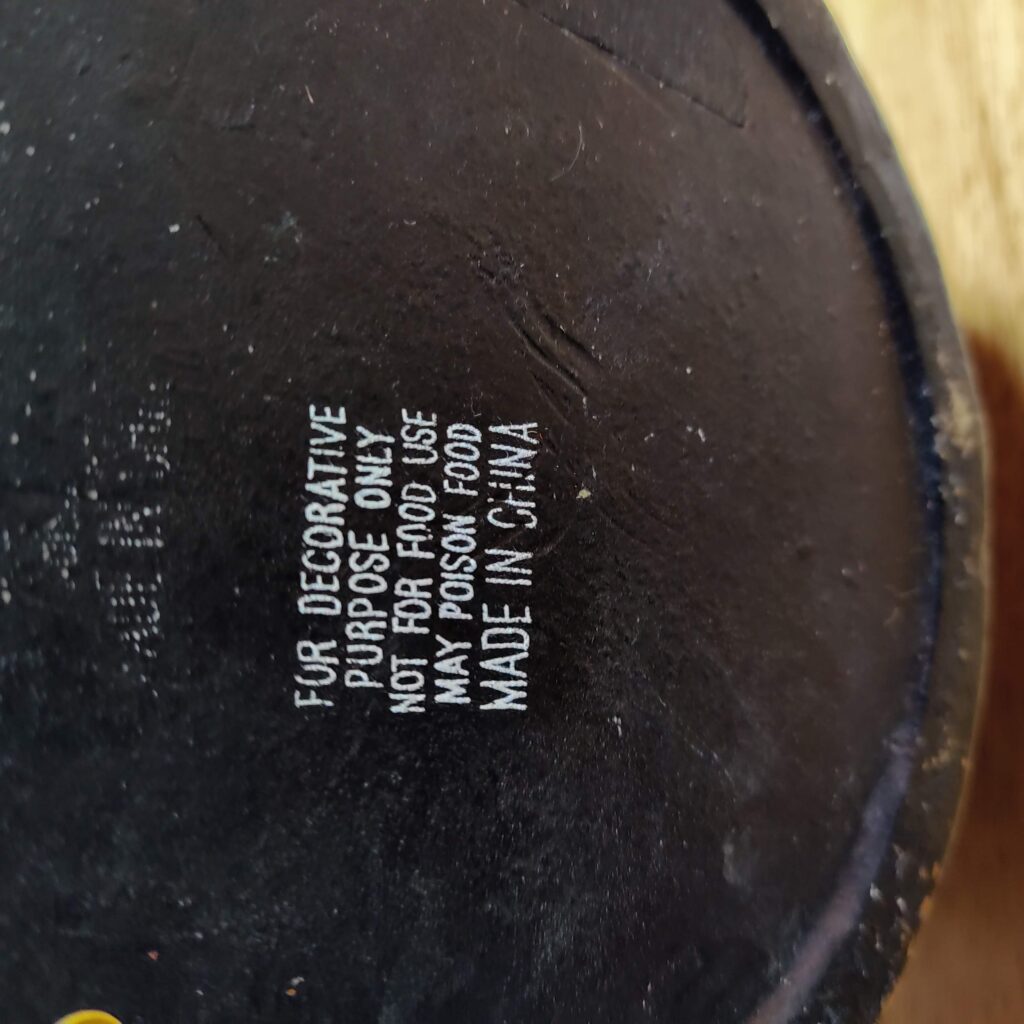 FOR DECORATIVE
PURPOSE ONLY
NOT FOR FOOD USE
MAY POISON FOOD
MADE IN CHINA